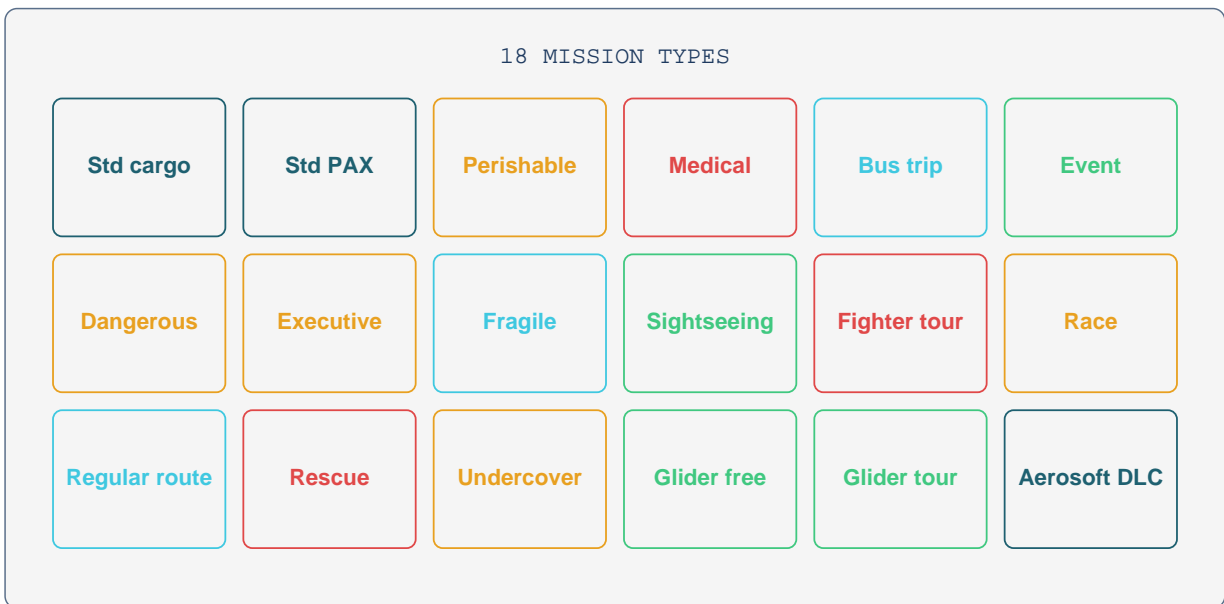 18 MISSION TYPES
Std cargo
Std PAX
Perishable
Medical
Bus trip
Event
Dangerous
Executive
Fragile
Sightseeing
Fighter tour
Race
Regular route
Rescue
Undercover
Glider free
Glider tour
Aerosoft DLC